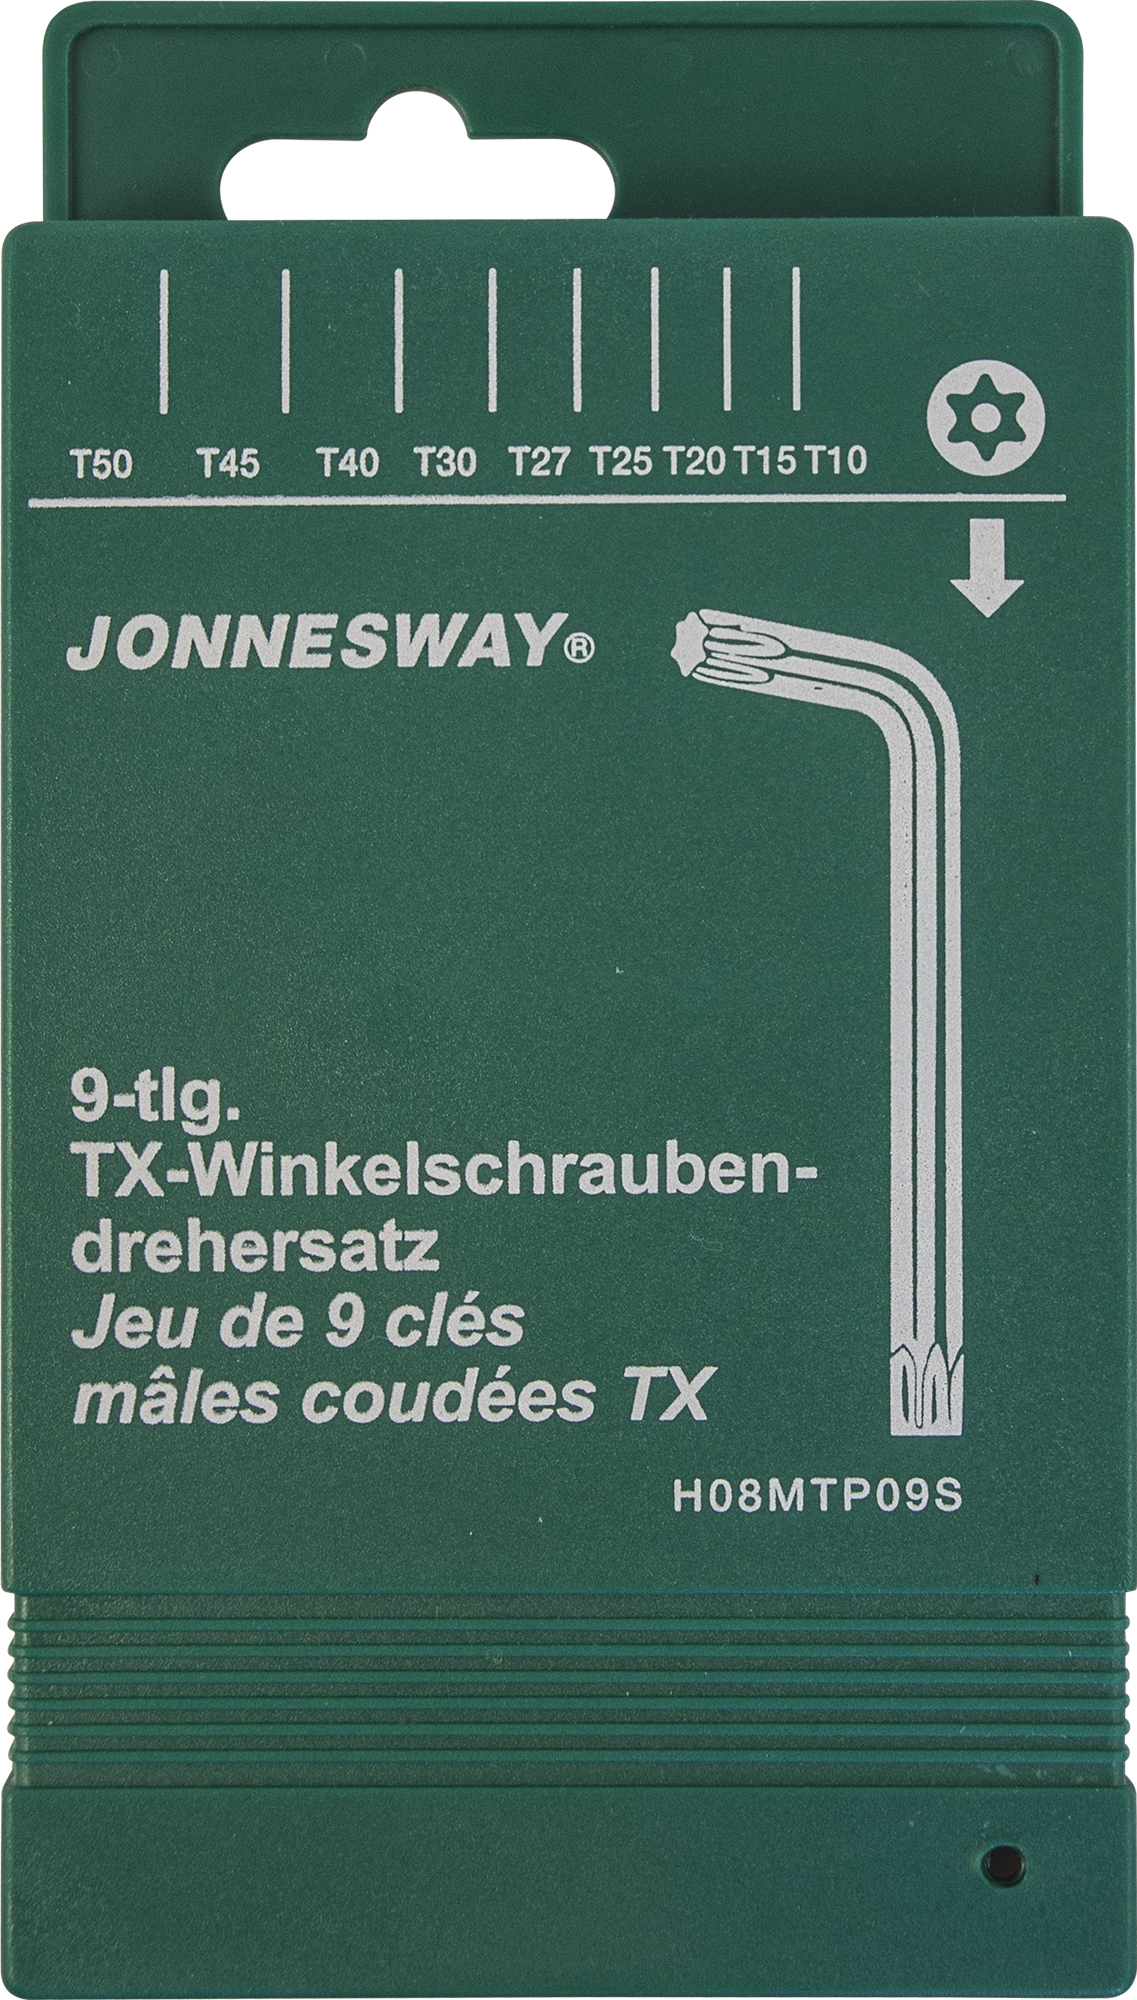 T50 T45 T40 T30 T27 T25 T20 T15 T10
JONNESWAY®
9-tlg.
TX-Winkelschrauben-
drehersatz
Jeu de 9 clés
mâles coudées TX
H08MTP09S